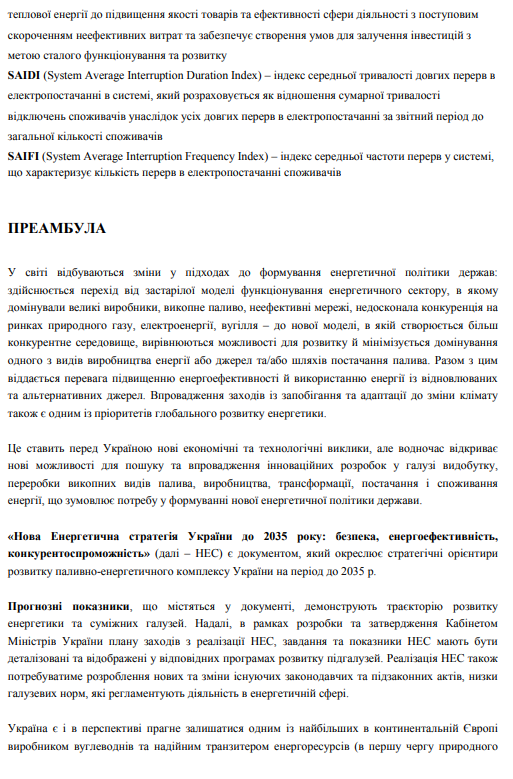 теплової енергії до підвищення якості товарів та ефективності сфери діяльності з поступовим
скороченням неефективних витрат та забезпечує створення умов для залучення інвестицій з
метою сталого функціонування та розвитку
SAIDI (System Average Interruption Duration Index) – індекс середньої тривалості довгих перерв в
електропостачанні в системі, який розраховується як відношення сумарної тривалості
відключень споживачів унаслідок усіх довгих перерв в електропостачанні за звітний період до
загальної кількості споживачів
SAIFI (System Average Interruption Frequency Index) – індекс середньої частоти перерв у системі,
що характеризує кількість перерв в електропостачанні споживачів
ПРЕАМБУЛА
У світі відбуваються зміни у підходах до формування енергетичної політики держав:
здійснюється перехід від застарілої моделі функціонування енергетичного сектору, в якому
домінували великі виробники, викопне паливо, неефективні мережі, недосконала конкуренція на
ринках природного газу, електроенергії, вугілля – до нової моделі, в якій створюється більш
конкурентне середовище, вирівнюються можливості для розвитку й мінімізується домінування
одного з видів виробництва енергії або джерел та/або шляхів постачання палива. Разом з цим
віддається перевага підвищенню енергоефективності й використанню енергії із відновлюваних
та альтернативних джерел. Впровадження заходів із запобігання та адаптації до зміни клімату
також є одним із пріоритетів глобального розвитку енергетики.
Це ставить перед Україною нові економічні та технологічні виклики, але водночас відкриває
нові можливості для пошуку та впровадження інноваційних розробок у галузі видобутку,
переробки викопних видів палива, виробництва, трансформації, постачання і споживання
енергії, що зумовлює потребу у формуванні нової енергетичної політики держави.
«Нова Енергетична стратегія України до 2035 року: безпека, енергоефективність,
конкурентоспроможність» (далі – НЕС) є документом, який окреслює стратегічні орієнтири
розвитку паливно-енергетичного комплексу України на період до 2035 р.
Прогнозні показники, що містяться у документі, демонструють траєкторію розвитку
енергетики та суміжних галузей. Надалі, в рамках розробки та затвердження Кабінетом
Міністрів України плану заходів з реалізації НЕС, завдання та показники НЕС мають бути
деталізовані та відображені у відповідних програмах розвитку підгалузей. Реалізація НЕС також
потребуватиме розроблення нових та зміни існуючих законодавчих та підзаконних актів, низки
галузевих норм, які регламентують діяльність в енергетичній сфері.
Україна є і в перспективі прагне залишатися одним із найбільших в континентальній Європі
виробником вуглеводнів та надійним транзитером енергоресурсів (в першу чергу природного